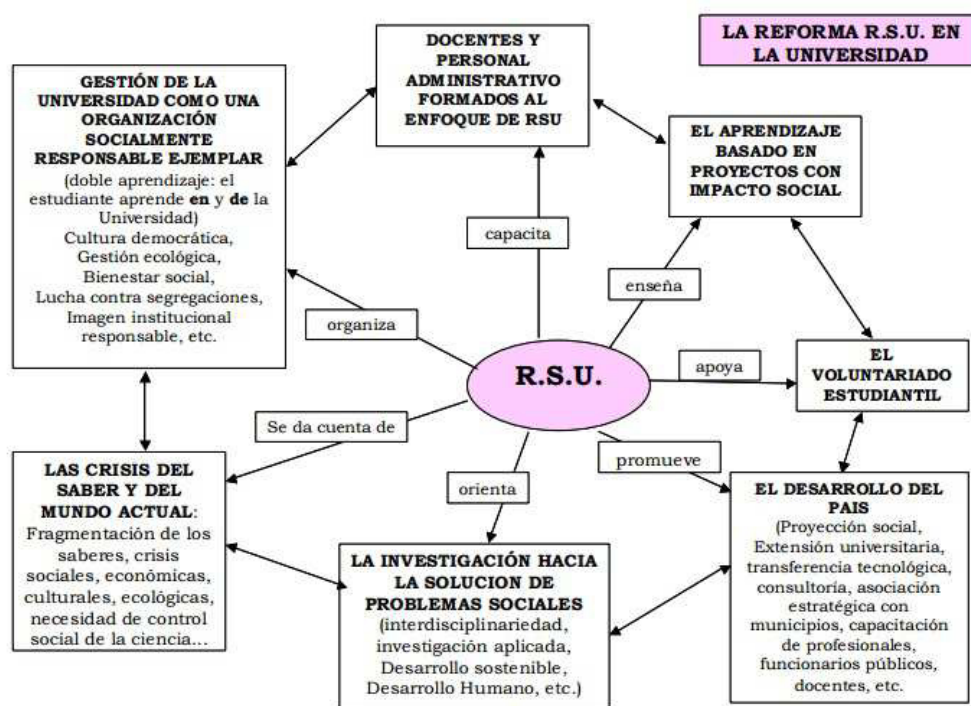 LA REFORMA R.S.U. EN
LA UNIVERSIDAD
DOCENTES Y
PERSONAL
ADMINISTRATIVO
FORMADOS AL
ENFOQUE DE RSU
GESTIÓN DE LA
UNIVERSIDAD COMO UNA
ORGANIZACIÓN
SOCIALMENTE
RESPONSABLE EJEMPLAR
(doble aprendizaje: el
estudiante aprende en y de la
Universidad)
Cultura democrática,
Gestión ecológica,
Bienestar social,
Lucha contra segregaciones,
Imagen institucional
responsable, etc.
EL APRENDIZAJE
BASADO EN
PROYECTOS CON
IMPACTO SOCIAL
capacita
enseña
organiza
R.S.U.
apoya
EL
VOLUNTARIADO
ESTUDIANTIL
Se da cuenta de
promueve
orienta
LAS CRISIS DEL
SABER Y DEL
MUNDO ACTUAL:
Fragmentación de los
saberes, crisis
sociales, económicas,
culturales, ecológicas,
necesidad de control
social de la ciencia...
LA INVESTIGACIÓN HACIA
LA SOLUCION DE
PROBLEMAS SOCIALES
(interdisciplinariedad,
investigación aplicada,
Desarrollo sostenible,
Desarrollo Humano, etc.)
EL DESARROLLO DEL
PAIS
(Proyección social,
Extensión universitaria,
transferencia tecnológica,
consultoría, asociación
estratégica con
municipios, capacitación
de profesionales,
funcionarios públicos,
docentes, etc.